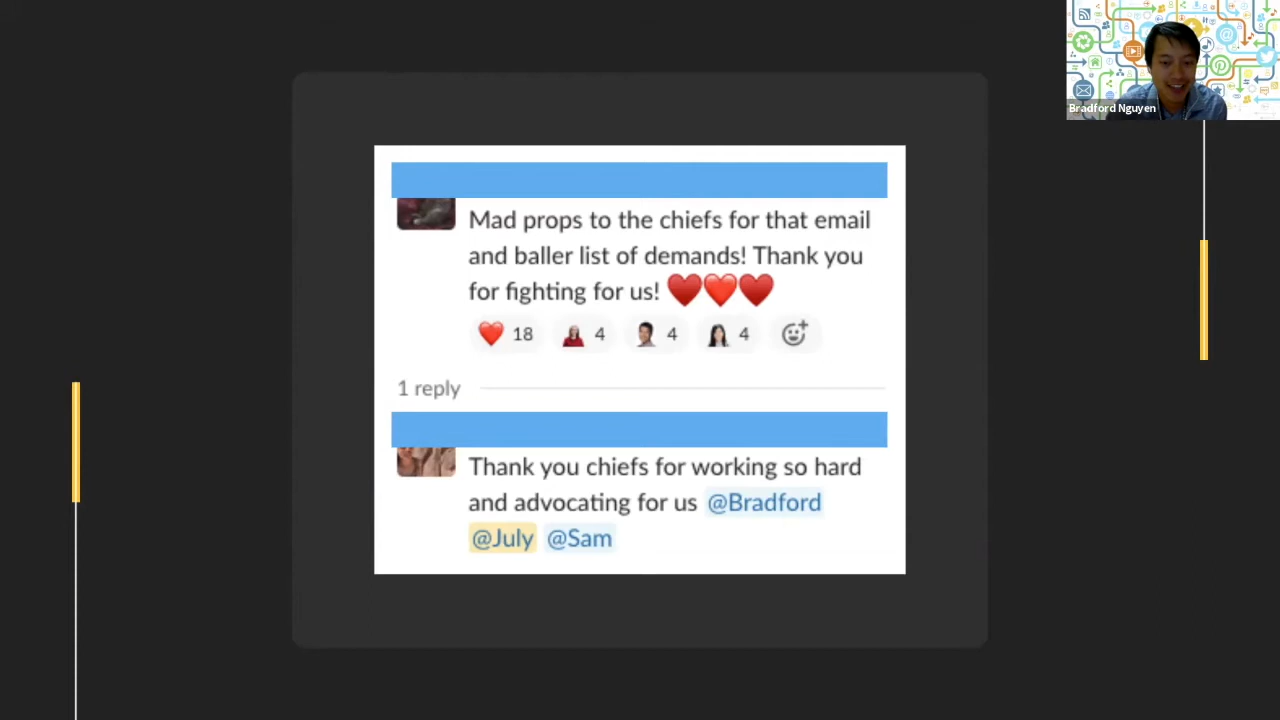 Bradford Nguyen
Mad props to the chiefs for that email
and baller list of demands! Thank you
for fighting for us! ❤️❤️❤️
❤️ 18 4 4 4
1 reply
Thank you chiefs for working so hard
and advocating for us @Bradford
@July @Sam